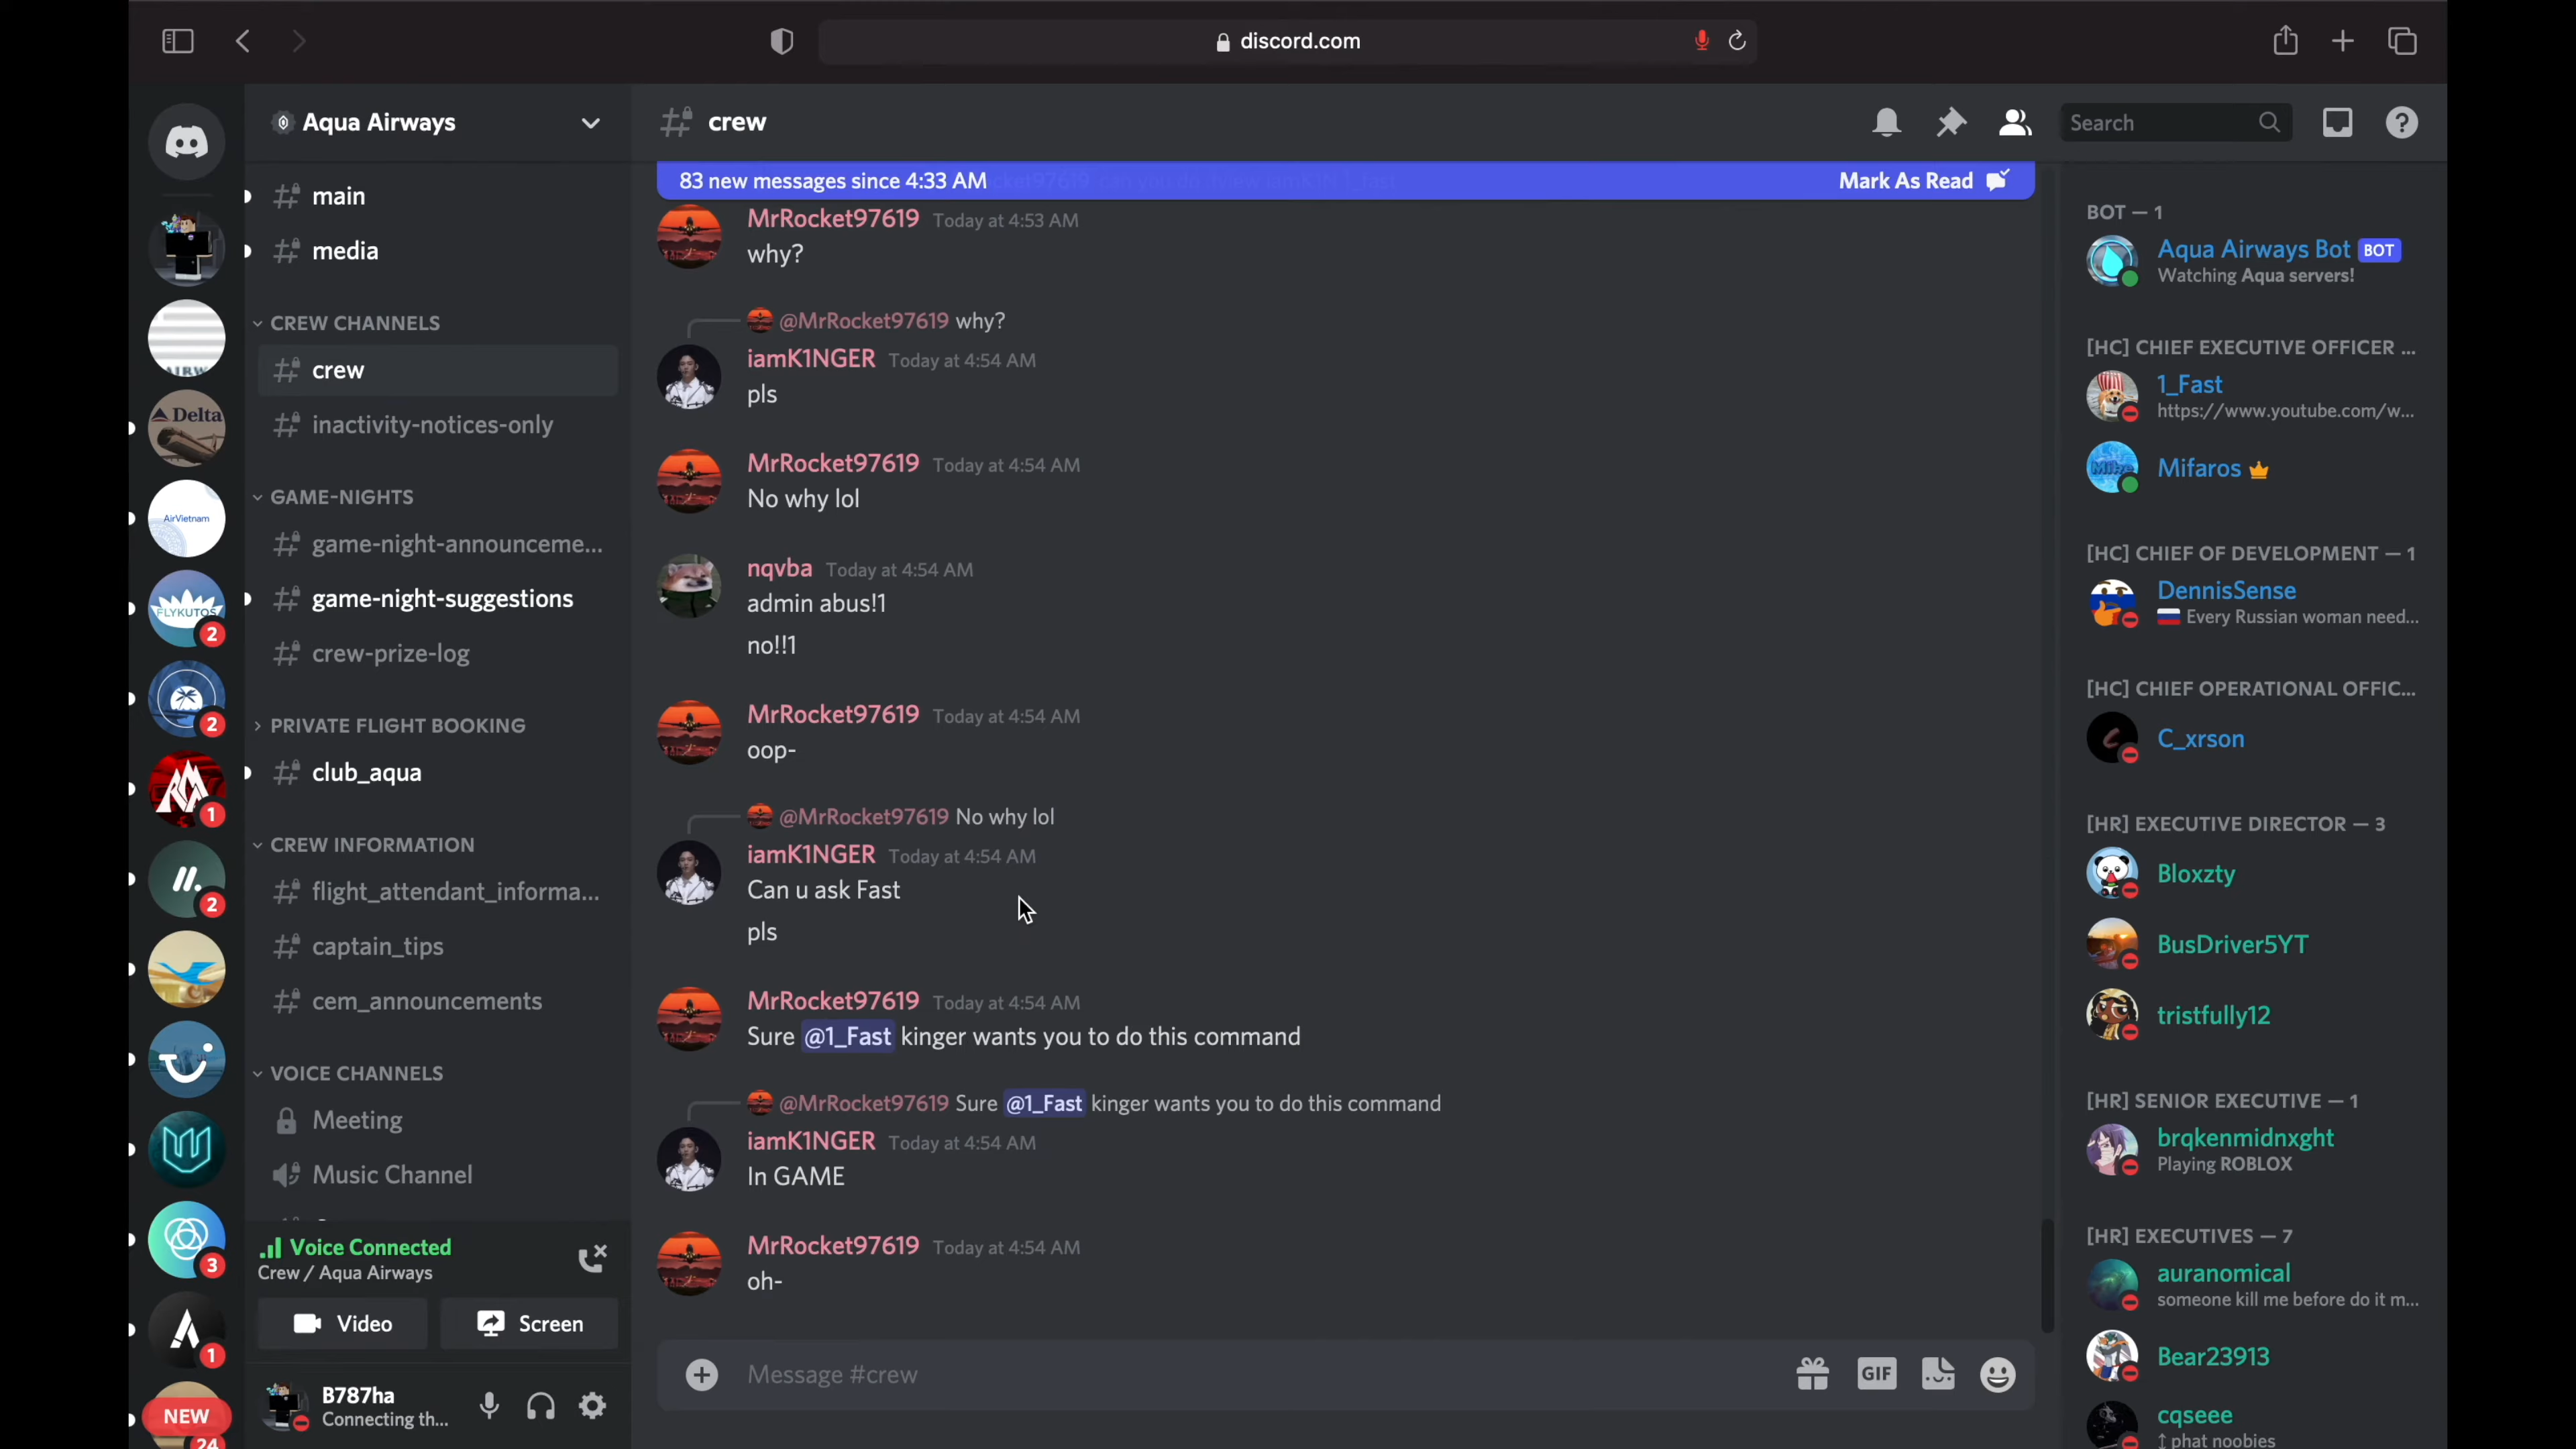 discord.com
Aqua Airways
main
media
CREW CHANNELS
crew
inactivity-notices-only
GAME-NIGHTS
game-night-announceme...
game-night-suggestions
crew-prize-log
PRIVATE FLIGHT BOOKING
club_aqua
CREW INFORMATION
flight_attendant_informa...
captain_tips
cem_announcements
VOICE CHANNELS
Meeting
Music Channel
Voice Connected
Crew / Aqua Airways
Video
Screen
B787ha
Connecting th...
Delta
AirVietnam
FLYKUTOS
2
2
1
2
3
1
NEW
24
crew
Search
83 new messages since 4:33 AM
Mark As Read
MrRocket97619 Today at 4:53 AM
why?
@MrRocket97619 why?
iamK1NGER Today at 4:54 AM
pls
MrRocket97619 Today at 4:54 AM
No why lol
nqvba Today at 4:54 AM
admin abus!1
no!!1
MrRocket97619 Today at 4:54 AM
oop-
@MrRocket97619 No why lol
iamK1NGER Today at 4:54 AM
Can u ask Fast
pls
MrRocket97619 Today at 4:54 AM
Sure @1_Fast kinger wants you to do this command
@MrRocket97619 Sure @1_Fast kinger wants you to do this command
iamK1NGER Today at 4:54 AM
In GAME
MrRocket97619 Today at 4:54 AM
oh-
Message #crew
GIF
BOT — 1
Aqua Airways Bot BOT
Watching Aqua servers!
[HC] CHIEF EXECUTIVE OFFICER ...
1_Fast
https://www.youtube.com/w...
Mifaros
[HC] CHIEF OF DEVELOPMENT — 1
DennisSense
Every Russian woman need...
[HC] CHIEF OPERATIONAL OFFIC...
C_xrson
[HR] EXECUTIVE DIRECTOR — 3
Bloxzty
BusDriver5YT
tristfully12
[HR] SENIOR EXECUTIVE — 1
brqkenmidnxght
Playing ROBLOX
[HR] EXECUTIVES — 7
auranomical
someone kill me before do it m...
Bear23913
cqseee
phat noobies